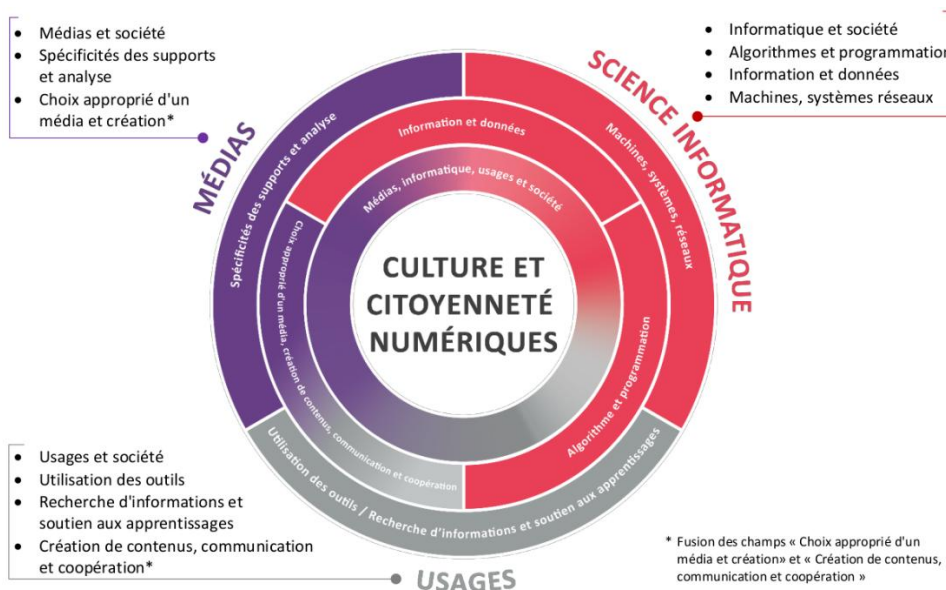 • Médias et société
• Spécificités des supports
et analyse
• Choix approprié d'un
média et création*
• Informatique et société
• Algorithmes et programmation
• Information et données
• Machines, systèmes réseaux
MÉDIAS
SCIENCE INFORMATIQUE
Spécificités des supports et analyse
Information et données
Machines, systèmes, réseaux
Médias, informatique, usages et société
Choix approprié d'un média, création de contenus, communication et coopération
CULTURE ET
CITOYENNETÉ
NUMÉRIQUES
Algorithme et programmation
Utilisation des outils / Recherche d'informations et soutien aux apprentissages
• Usages et société
• Utilisation des outils
• Recherche d'informations et
soutien aux apprentissages
• Création de contenus, communication
et coopération*
USAGES
* Fusion des champs « Choix approprié d'un
média et création» et « Création de contenus,
communication et coopération »